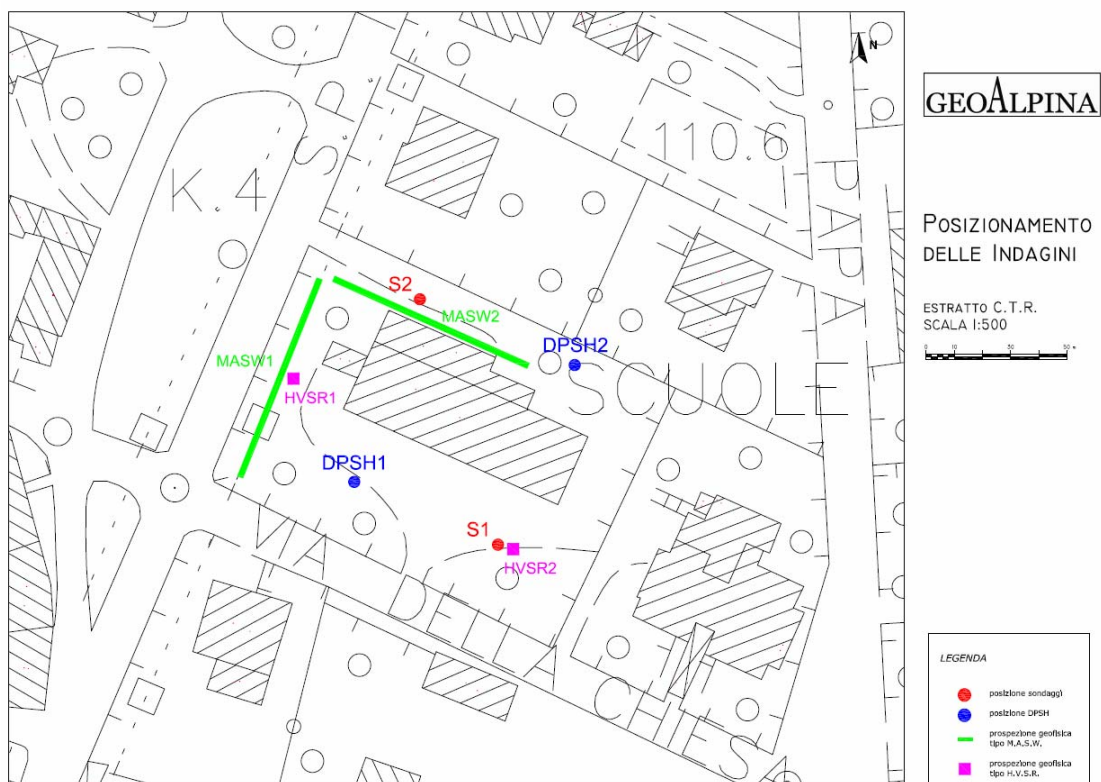 N
GEOALPINA
POSIZIONAMENTO
DELLE INDAGINI
ESTRATTO C.T.R.
SCALA 1:500
K.4
S.P.
110.6
PAPA
S2
MASW2
MASW1
HVSR1
DPSH2
SCUOLE
DPSH1
S1
HVSR2
VIA DELLA CHIESA
LEGENDA
posizione sondaggi
posizione DPSH
prospezione geofisica
tipo M.A.S.W.
prospezione geofisica
tipo H.V.S.R.